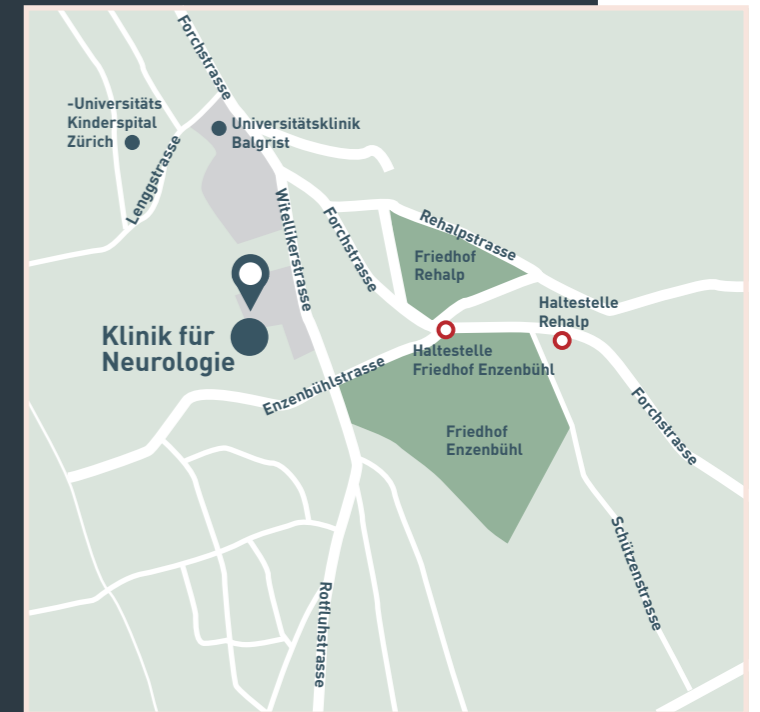 Forchstrasse
-Universitäts
Kinderspital
Zürich
Universitätsklinik
Balgrist
Lenggstrasse
Witellikerstrasse
Forchstrasse
Rehalpstrasse
Friedhof
Rehalp
Haltestelle
Rehalp
Klinik für
Neurologie
Haltestelle
Friedhof Enzenbühl
Enzenbühlstrasse
Friedhof
Enzenbühl
Forchstrasse
Schützenstrasse
Rotfluhstrasse